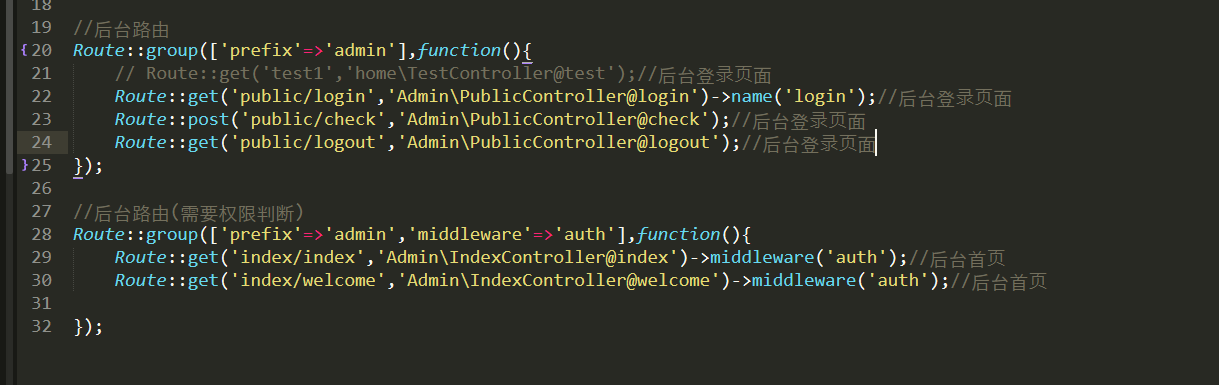 18
19 //后台路由
{20 Route::group(['prefix'=>'admin'],function(){
21 // Route::get('test1','home\TestController@test');//后台登录页面
22 Route::get('public/login','Admin\PublicController@login')->name('login');//后台登录页面
23 Route::post('public/check','Admin\PublicController@check');//后台登录页面
24 Route::get('public/logout','Admin\PublicController@logout');//后台登录页面
}25 });
26
27 //后台路由(需要权限判断)
28 Route::group(['prefix'=>'admin','middleware'=>'auth'],function(){
29 Route::get('index/index','Admin\IndexController@index')->middleware('auth');//后台首页
30 Route::get('index/welcome','Admin\IndexController@welcome')->middleware('auth');//后台首页
31
32 });